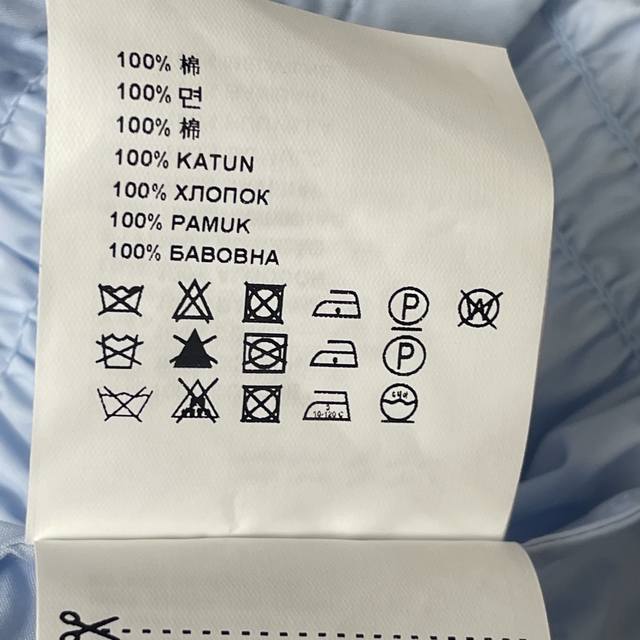 100% 棉
100% 면
100% 棉
100% KATUN
100% ХЛОПОК
100% PAMUK
100% БАВОВНА
P W
P